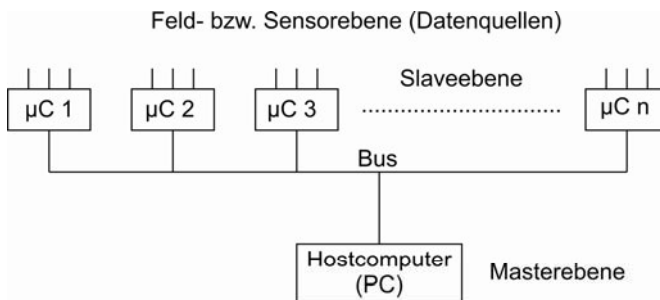 Feld- bzw. Sensorebene (Datenquellen)
Slaveebene
µC 1
µC 2
µC 3
µC n
Bus
Hostcomputer
(PC)
Masterebene